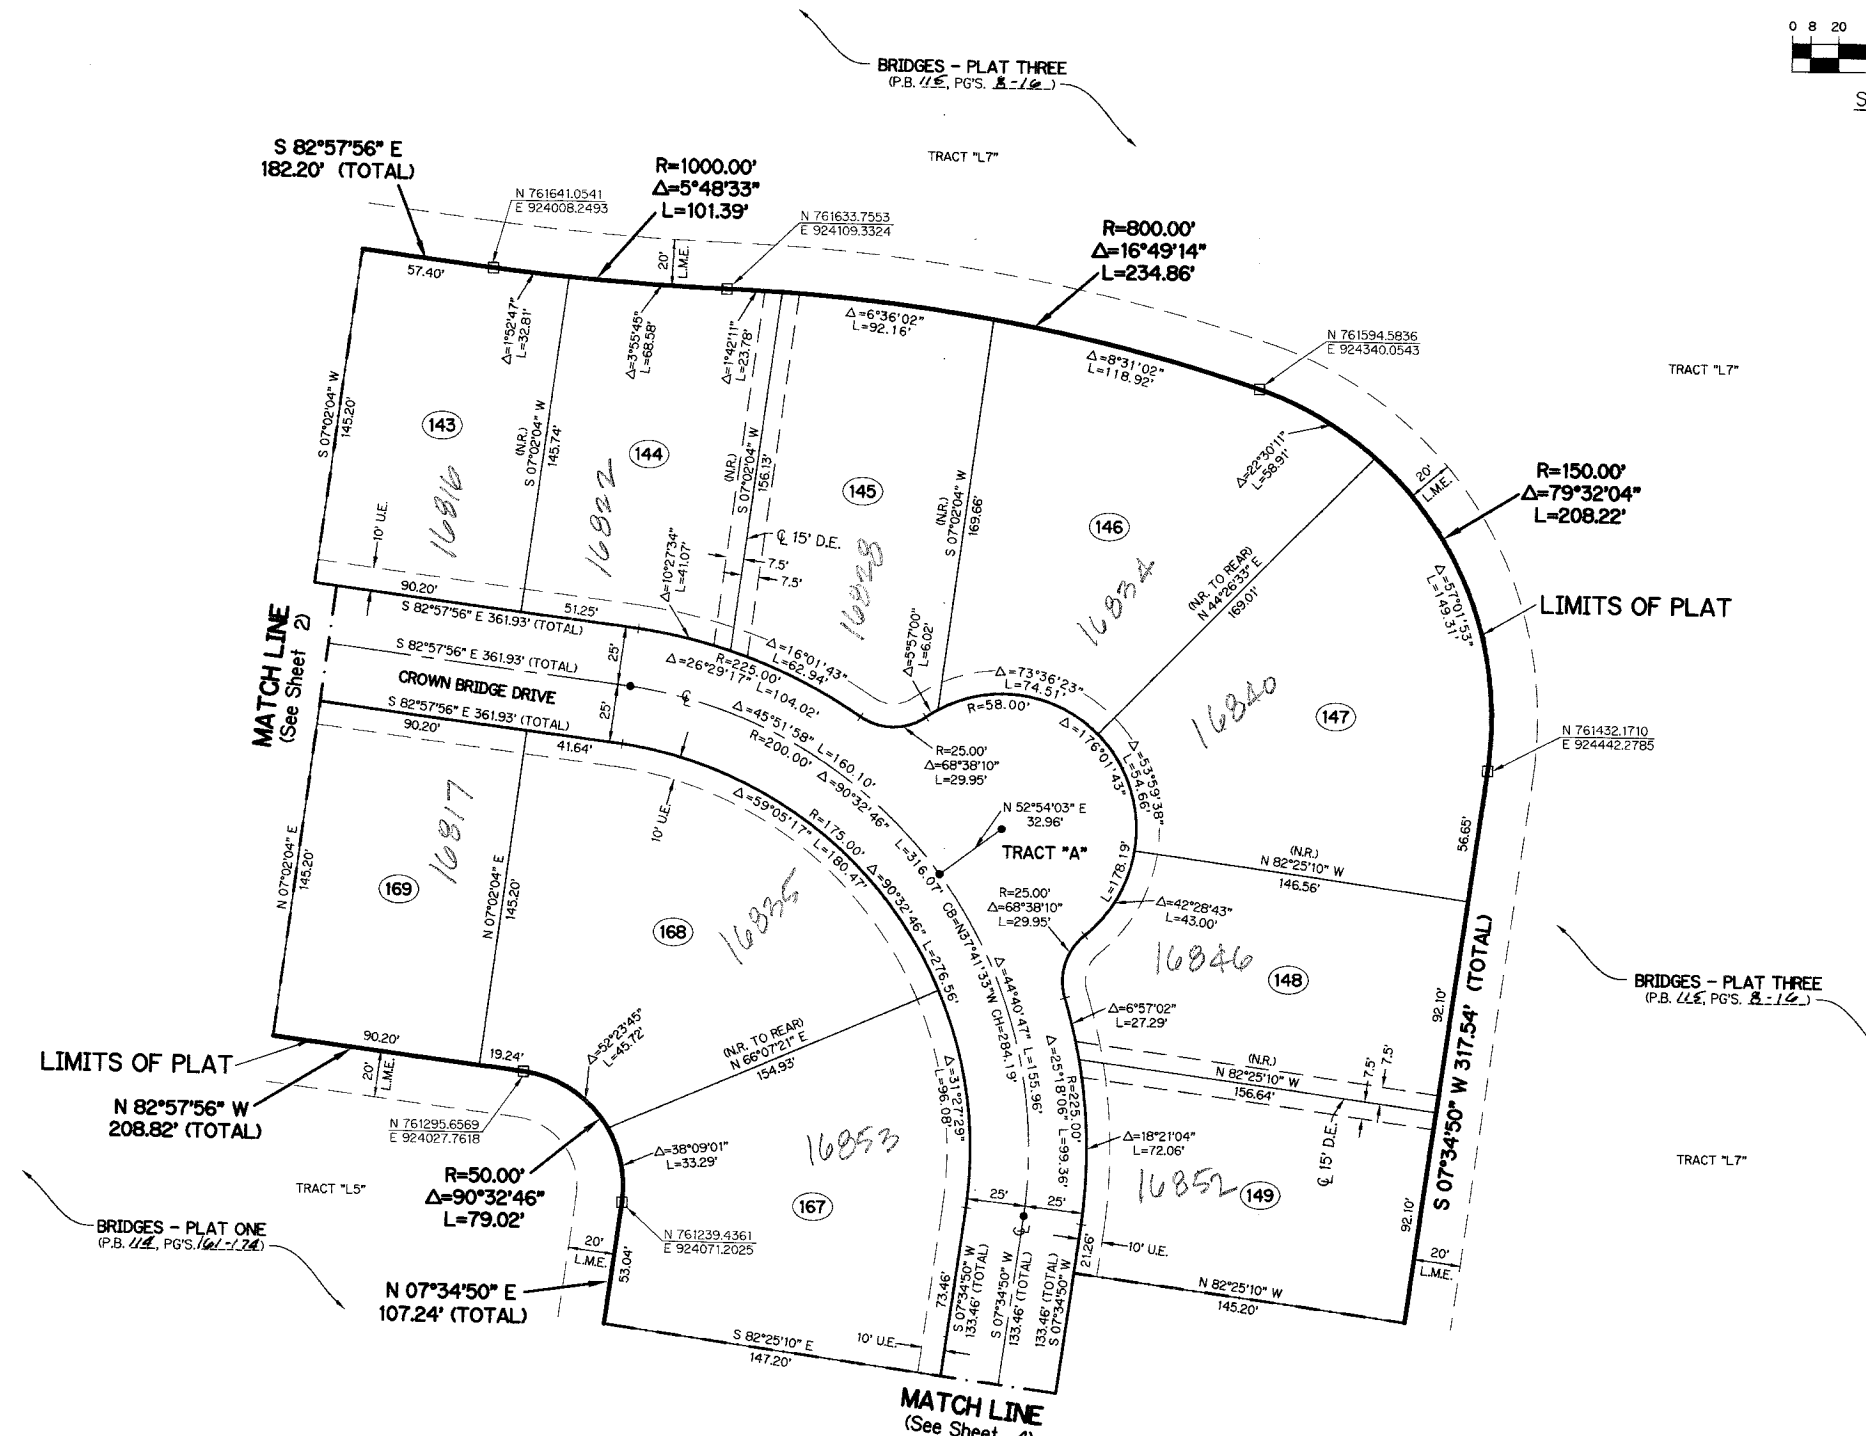 0 8 20
S
BRIDGES - PLAT THREE
(P.B. 115, PG'S. 8-16)
TRACT "L7"
S 82°57'56" E
182.20' (TOTAL)
N 761641.0541
E 924008.2493
R=1000.00'
Δ=5°48'33"
L=101.39'
N 761633.7553
E 924109.3324
R=800.00'
Δ=16°49'14"
L=234.86'
20'
L.M.E.
57.40'
Δ=1°52'47"
L=32.81'
Δ=3°55'45"
L=68.58'
Δ=1°42'11"
L=23.78'
Δ=6°36'02"
L=92.16'
Δ=8°31'02"
L=118.92'
N 761594.5836
E 924340.0543
TRACT "L7"
S 07°02'04" W
145.20'
143
16816
(N.R.)
S 07°02'04" W
145.74'
144
16822
(N.R.)
S 07°02'04" W
156.13'
145
16828
℄ 15' D.E.
7.5'
7.5'
(N.R.)
S 07°02'04" W
169.66'
146
16834
Δ=22°30'11"
L=58.91'
20'
L.M.E.
R=150.00'
Δ=79°32'04"
L=208.22'
(N.R. TO REAR)
N 44°26'33" E
169.01'
Δ=57°01'53"
L=149.31'
LIMITS OF PLAT
10' U.E.
90.20'
S 82°57'56" E 361.93' (TOTAL)
51.25'
Δ=10°27'34"
L=41.07'
MATCH LINE
(See Sheet 2)
S 82°57'56" E 361.93' (TOTAL)
CROWN BRIDGE DRIVE
S 82°57'56" E 361.93' (TOTAL)
90.20'
41.64'
25'
25'
℄
Δ=16°01'43"
L=62.94'
R=225.00'
Δ=26°29'17" L=104.02'
Δ=5°57'00"
L=6.02'
Δ=73°36'23"
L=74.51'
R=58.00'
Δ=176°01'43"
L=178.19'
Δ=53°59'38"
L=54.66'
16840
147
N 761432.1710
E 924442.2785
R=25.00'
Δ=68°38'10"
L=29.95'
Δ=45°51'58" L=160.10'
R=200.00' Δ=90°32'46" L=316.07' CB=N37°41'33"W CH=284.19'
Δ=44°40'47" L=155.96'
N 52°54'03" E
32.96'
TRACT "A"
R=25.00'
Δ=68°38'10"
L=29.95'
Δ=59°05'17" L=180.47'
R=175.00' Δ=90°32'46" L=276.56'
10' U.E.
56.65'
(N.R.)
N 82°25'10" W
146.56'
Δ=42°28'43"
L=43.00'
16846
148
N 07°02'04" E
145.20'
16817
169
N 07°02'04" E
145.20'
168
16835
92.10'
S 07°34'50" W 317.54' (TOTAL)
BRIDGES - PLAT THREE
(P.B. 115, PG'S. 8-16)
Δ=6°57'02"
L=27.29'
LIMITS OF PLAT
90.20'
19.24'
20'
L.M.E.
Δ=52°23'45"
L=45.72'
(N.R. TO REAR)
N 66°07'21" E
154.93'
Δ=31°27'29"
L=96.08'
R=225.00'
Δ=25°18'06" L=99.36'
(N.R.)
N 82°25'10" W
156.64'
7.5'
7.5'
℄ 15' D.E.
N 82°57'56" W
208.82' (TOTAL)
N 761295.6569
E 924027.7618
Δ=38°09'01"
L=33.29'
16853
167
Δ=18°21'04"
L=72.06'
16852
149
TRACT "L7"
R=50.00'
Δ=90°32'46"
L=79.02'
TRACT "L5"
BRIDGES - PLAT ONE
(P.B. 114, PG'S. 161-174)
N 761239.4361
E 924071.2025
20'
L.M.E.
53.04'
N 07°34'50" E
107.24' (TOTAL)
25'
25'
℄
21.26'
10' U.E.
73.46'
S 07°34'50" W
133.46' (TOTAL)
S 07°34'50" W
133.46' (TOTAL)
133.46' (TOTAL)
S 07°34'50" W
92.10'
20'
L.M.E.
N 82°25'10" W
145.20'
S 82°25'10" E
147.20'
10' U.E.
MATCH LINE
(See Sheet 4)